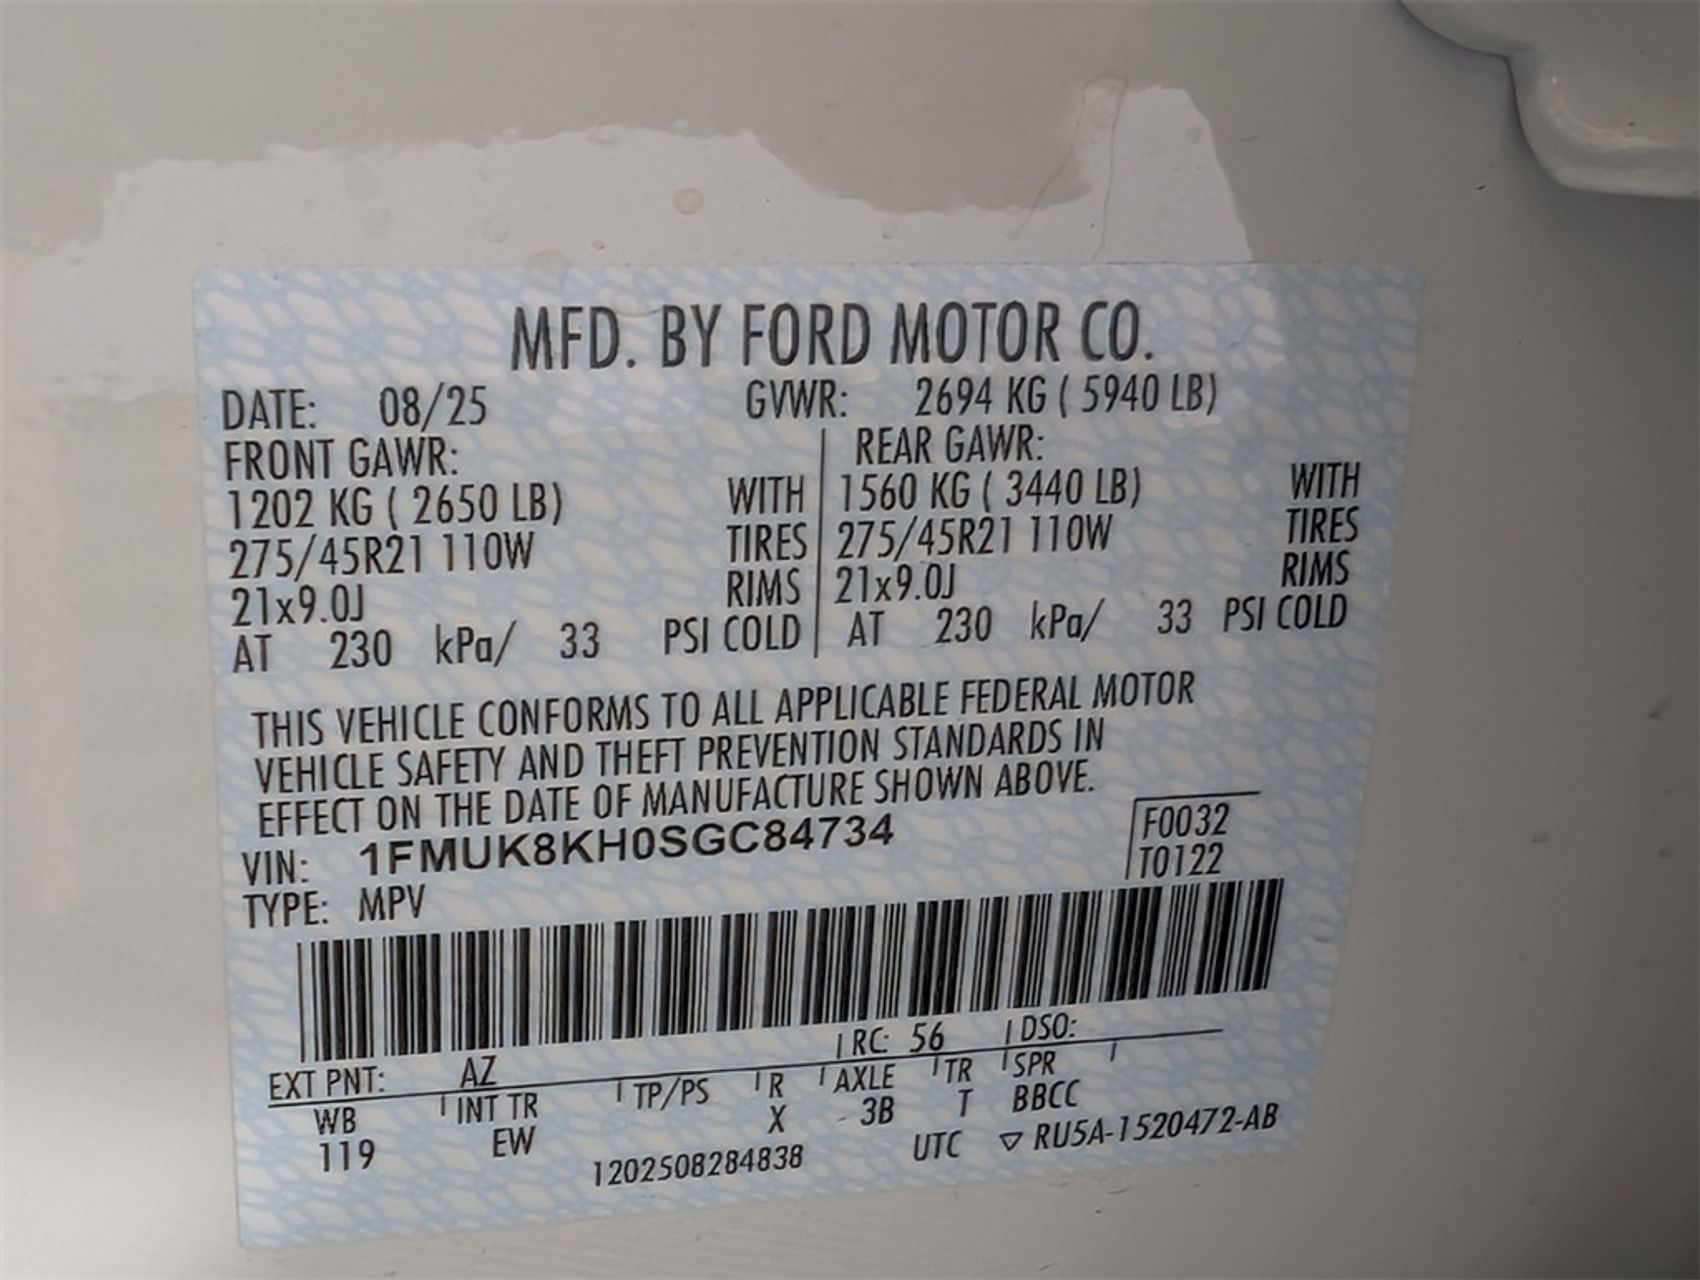 MFD. BY FORD MOTOR CO.
DATE: 08/25 GVWR: 2694 KG ( 5940 LB)
FRONT GAWR: REAR GAWR:
1202 KG ( 2650 LB) WITH 1560 KG ( 3440 LB) WITH
275/45R21 110W TIRES 275/45R21 110W TIRES
21x9.0J RIMS 21x9.0J RIMS
AT 230 kPa/ 33 PSI COLD AT 230 kPa/ 33 PSI COLD
THIS VEHICLE CONFORMS TO ALL APPLICABLE FEDERAL MOTOR
VEHICLE SAFETY AND THEFT PREVENTION STANDARDS IN
EFFECT ON THE DATE OF MANUFACTURE SHOWN ABOVE.
VIN: 1FMUK8KH0SGC84734 F0032
TYPE: MPV T0122
EXT PNT: AZ RC: 56 DSO:
WB INT TR TP/PS R AXLE TR SPR
119 EW X 3B T BBCC
1202508284838 UTC ▽ RU5A-1520472-AB